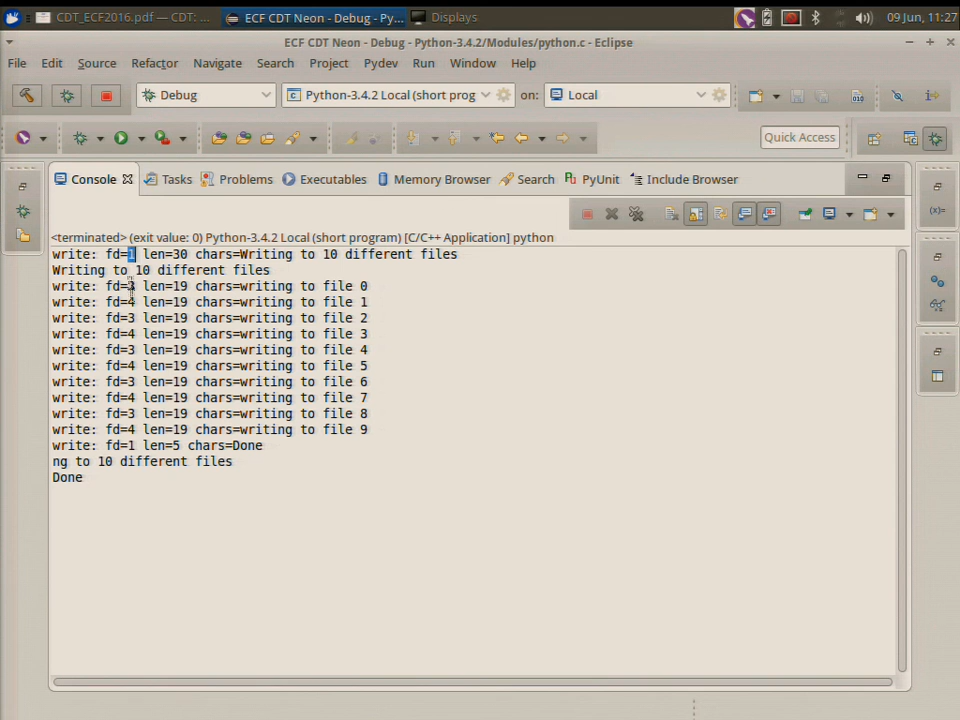 CDT_ECF2016.pdf — CDT: ...
ECF CDT Neon - Debug - Py...
Displays
09 Jun, 11:27
ECF CDT Neon - Debug - Python-3.4.2/Modules/python.c - Eclipse
File Edit Source Refactor Navigate Search Project Pydev Run Window Help
Debug
Python-3.4.2 Local (short prog
on:
Local
010
Quick Access
Console
Tasks
Problems
Executables
Memory Browser
Search
PyUnit
Include Browser
<terminated> (exit value: 0) Python-3.4.2 Local (short program) [C/C++ Application] python
write: fd=1 len=30 chars=Writing to 10 different files
Writing to 10 different files
write: fd=3 len=19 chars=writing to file 0
write: fd=4 len=19 chars=writing to file 1
write: fd=3 len=19 chars=writing to file 2
write: fd=4 len=19 chars=writing to file 3
write: fd=3 len=19 chars=writing to file 4
write: fd=4 len=19 chars=writing to file 5
write: fd=3 len=19 chars=writing to file 6
write: fd=4 len=19 chars=writing to file 7
write: fd=3 len=19 chars=writing to file 8
write: fd=4 len=19 chars=writing to file 9
write: fd=1 len=5 chars=Done
ng to 10 different files
Done
(x)=